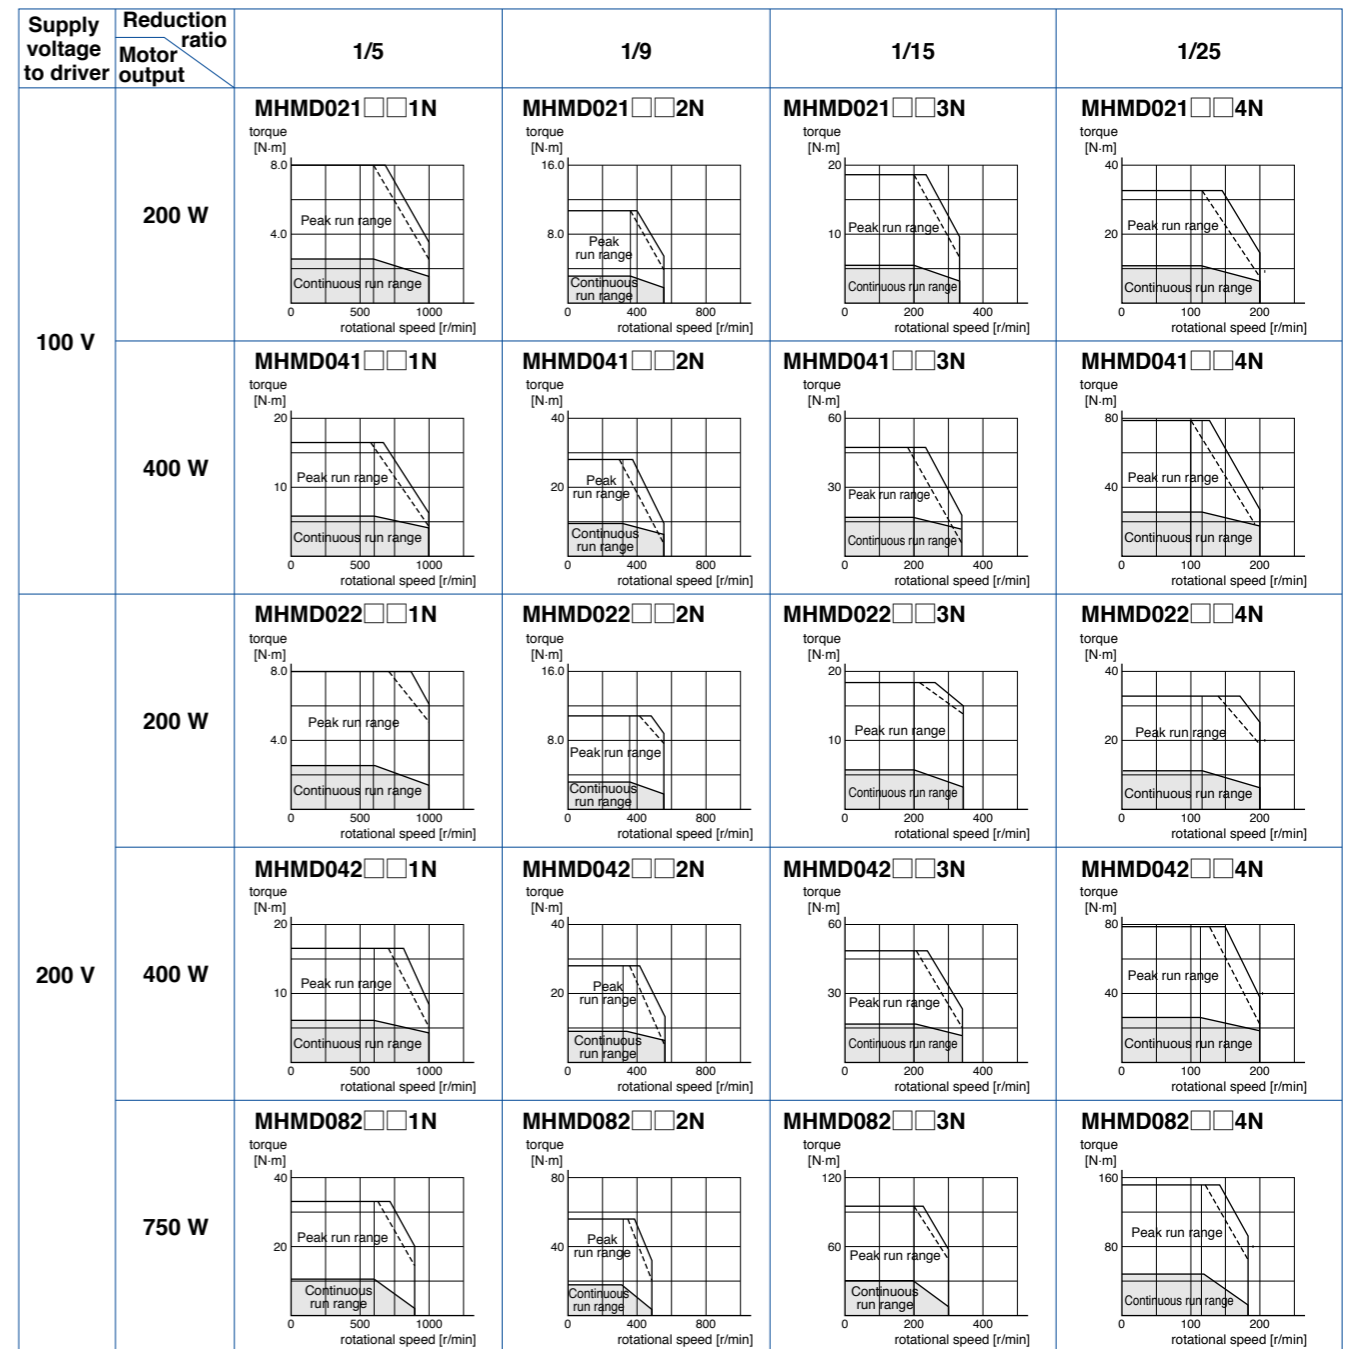 Supply
voltage
to driver
Reduction
ratio
Motor
output
1/5
1/9
1/15
1/25
100 V
200 W
MHMD021□□1N
torque
[N·m]
8.0
4.0
Peak run range
Continuous run range
0 500 1000
rotational speed [r/min]
MHMD021□□2N
torque
[N·m]
16.0
8.0
Peak
run range
Continuous
run range
0 400 800
rotational speed [r/min]
MHMD021□□3N
torque
[N·m]
20
10
Peak run range
Continuous run range
0 200 400
rotational speed [r/min]
MHMD021□□4N
torque
[N·m]
40
20
Peak run range
Continuous run range
0 100 200
rotational speed [r/min]
400 W
MHMD041□□1N
torque
[N·m]
20
10
Peak run range
Continuous run range
0 500 1000
rotational speed [r/min]
MHMD041□□2N
torque
[N·m]
40
20
Peak
run range
Continuous
run range
0 400 800
rotational speed [r/min]
MHMD041□□3N
torque
[N·m]
60
30
Peak run range
Continuous run range
0 200 400
rotational speed [r/min]
MHMD041□□4N
torque
[N·m]
80
40
Peak run range
Continuous run range
0 100 200
rotational speed [r/min]
200 V
200 W
MHMD022□□1N
torque
[N·m]
8.0
4.0
Peak run range
Continuous run range
0 500 1000
rotational speed [r/min]
MHMD022□□2N
torque
[N·m]
16.0
8.0
Peak run range
Continuous
run range
0 400 800
rotational speed [r/min]
MHMD022□□3N
torque
[N·m]
20
10
Peak run range
Continuous run range
0 200 400
rotational speed [r/min]
MHMD022□□4N
torque
[N·m]
40
20
Peak run range
Continuous run range
0 100 200
rotational speed [r/min]
400 W
MHMD042□□1N
torque
[N·m]
20
10
Peak run range
Continuous run range
0 500 1000
rotational speed [r/min]
MHMD042□□2N
torque
[N·m]
40
20
Peak
run range
Continuous
run range
0 400 800
rotational speed [r/min]
MHMD042□□3N
torque
[N·m]
60
30
Peak run range
Continuous run range
0 200 400
rotational speed [r/min]
MHMD042□□4N
torque
[N·m]
80
40
Peak run range
Continuous run range
0 100 200
rotational speed [r/min]
750 W
MHMD082□□1N
torque
[N·m]
40
20
Peak run range
Continuous
run range
0 500 1000
rotational speed [r/min]
MHMD082□□2N
torque
[N·m]
80
40
Peak
run range
Continuous
run range
0 400 800
rotational speed [r/min]
MHMD082□□3N
torque
[N·m]
120
60
Peak run range
Continuous
run range
0 200 400
rotational speed [r/min]
MHMD082□□4N
torque
[N·m]
160
80
Peak run range
Continuous run range
0 100 200
rotational speed [r/min]